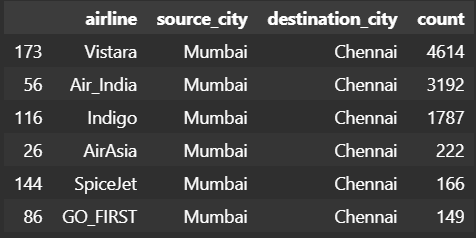 airline source_city destination_city count
173 Vistara Mumbai Chennai 4614
56 Air_India Mumbai Chennai 3192
116 Indigo Mumbai Chennai 1787
26 AirAsia Mumbai Chennai 222
144 SpiceJet Mumbai Chennai 166
86 GO_FIRST Mumbai Chennai 149